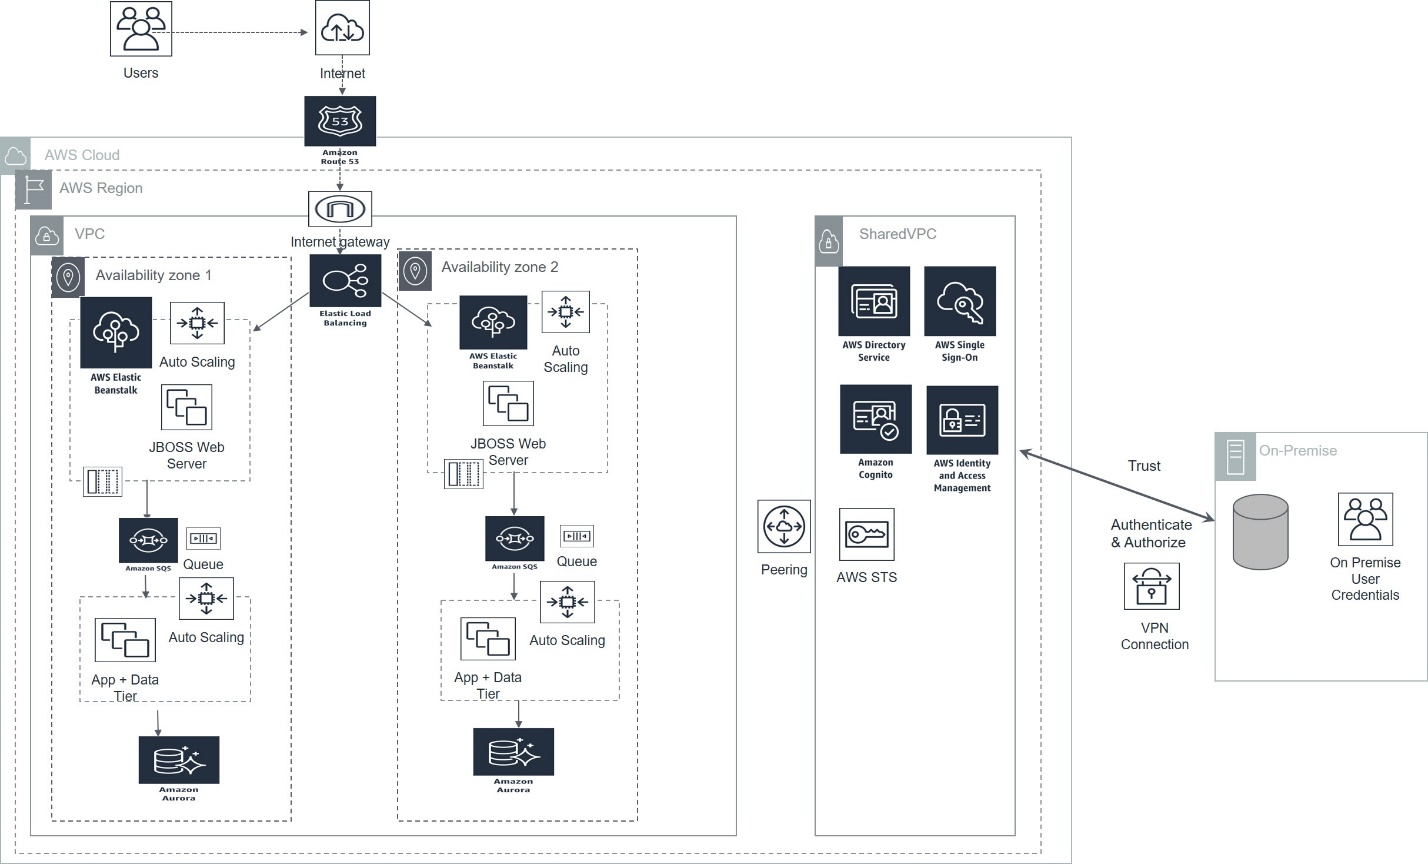 Users
Internet
53
Amazon
Route 53
AWS Cloud
AWS Region
Internet gateway
VPC
Elastic Load
Balancing
Availability zone 1
AWS Elastic
Beanstalk
Auto Scaling
JBOSS Web
Server
Amazon SQS
Queue
Auto Scaling
App + Data
Tier
Amazon
Aurora
Availability zone 2
AWS Elastic
Beanstalk
Auto
Scaling
JBOSS Web
Server
Queue
Auto Scaling
App + Data
Tier
Amazon
Aurora
Amazon SQS
Peering
SharedVPC
AWS Directory
Service
AWS Single
Sign-On
Amazon
Cognito
AWS Identity
and Access
Management
AWS STS
Trust
Authenticate
& Authorize
VPN
Connection
On-Premise
On Premise
User
Credentials